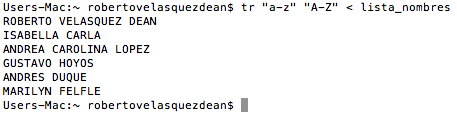 Users-Mac:~ robertovelasquezdean$ tr "a-z" "A-Z" < lista_nombres
ROBERTO VELASQUEZ DEAN
ISABELLA CARLA
ANDREA CAROLINA LOPEZ
GUSTAVO HOYOS
ANDRES DUQUE
MARILYN FELFLE
Users-Mac:~ robertovelasquezdean$